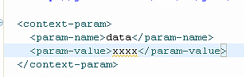 <context-param>
<param-name>data</param-name>
<param-value>xxxx</param-value>
</context-param>